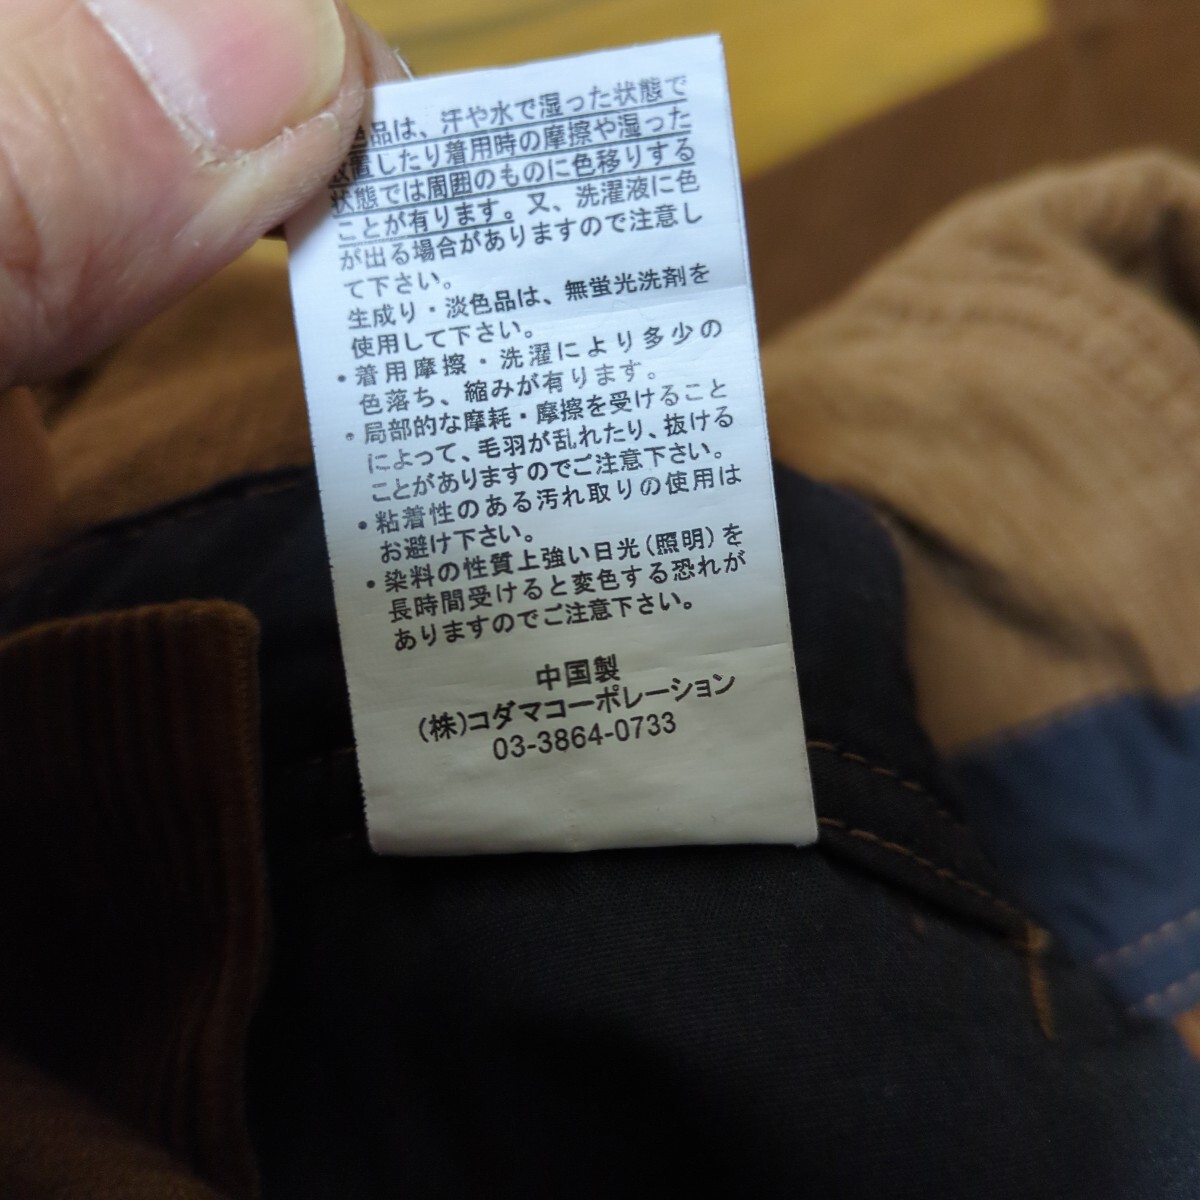 色品は、汗や水で湿った状態で
放置したり着用時の摩擦や湿った
状態では周囲のものに色移りする
ことが有ります。又、洗濯液に色
が出る場合がありますので注意し
て下さい。
生成り・淡色品は、無蛍光洗剤を
使用して下さい。
・着用摩擦・洗濯により多少の
色落ち、縮みが有ります。
・局部的な摩耗・摩擦を受けること
によって、毛羽が乱れたり、抜ける
ことがありますのでご注意下さい。
・粘着性のある汚れ取りの使用は
お避け下さい。
・染料の性質上強い日光(照明)を
長時間受けると変色する恐れが
ありますのでご注意下さい。
中国製
(株)コダマコーポレーション
03-3864-0733